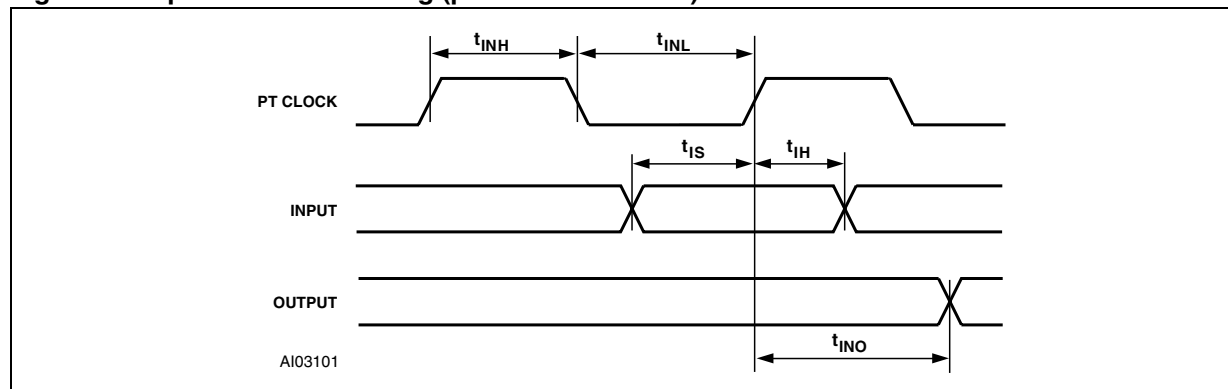 tINH
tINL
PT CLOCK
tIS
tIH
INPUT
OUTPUT
tINO
AI03101